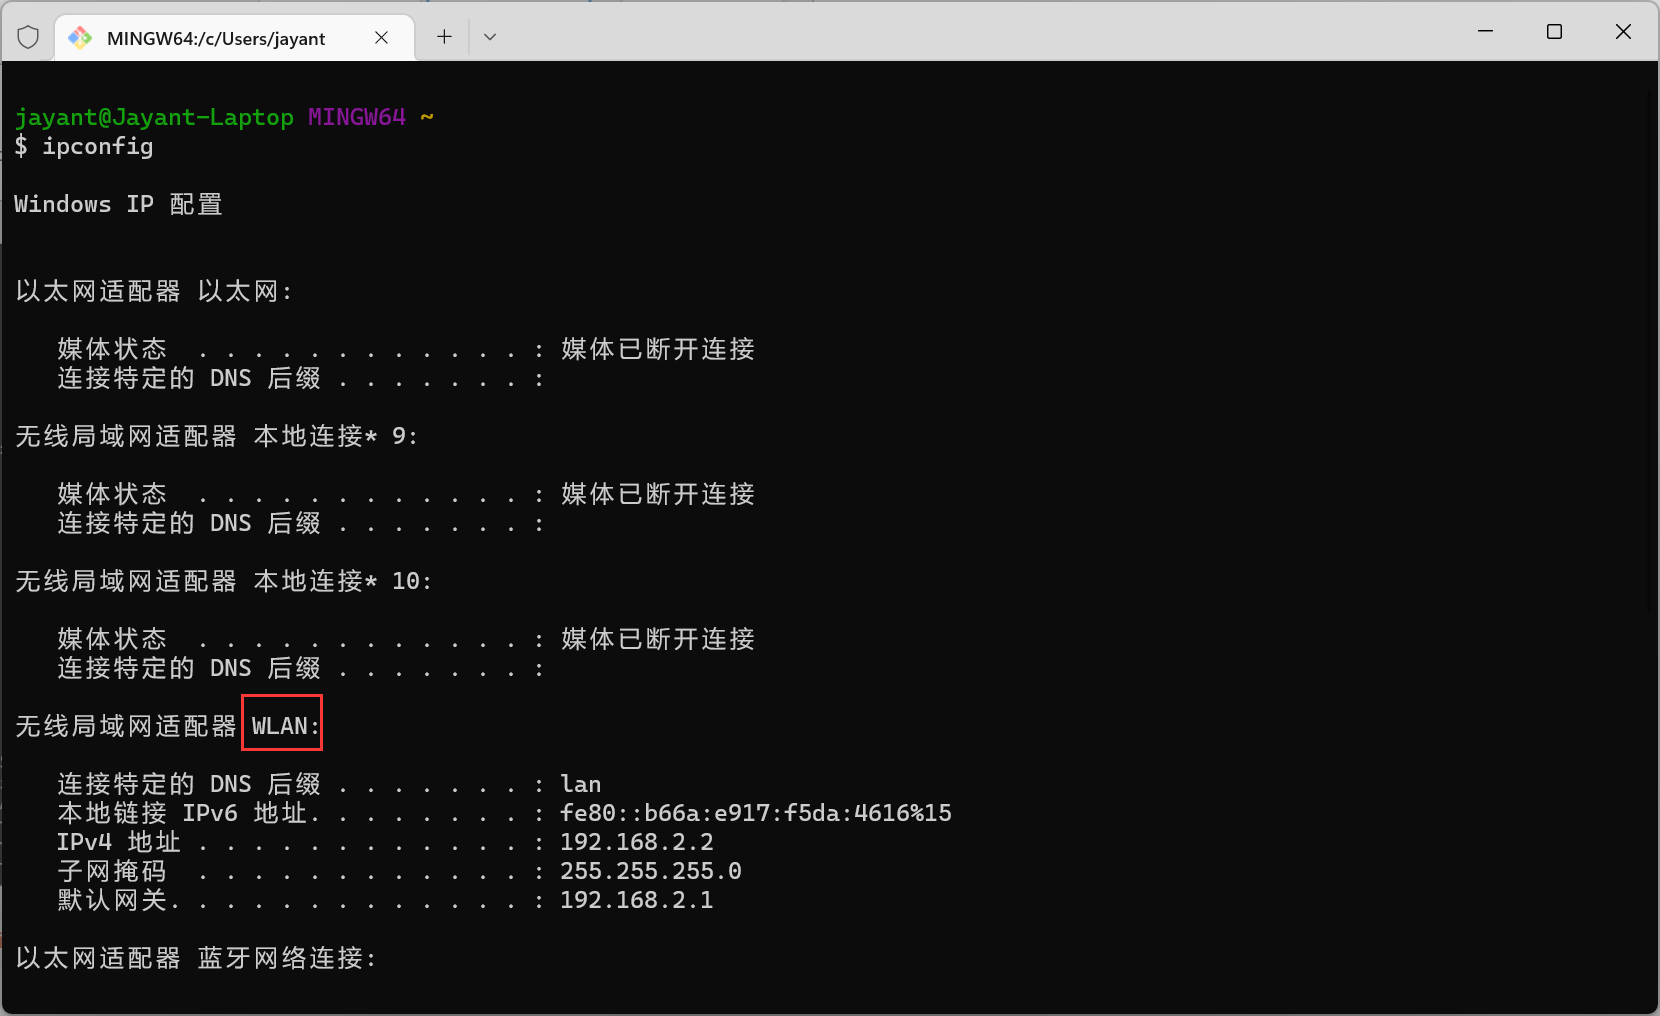 MINGW64:/c/Users/jayant
jayant@Jayant-Laptop MINGW64 ~
$ ipconfig
Windows IP 配置
以太网适配器 以太网:
媒体状态  . . . . . . . . . . . . : 媒体已断开连接
连接特定的 DNS 后缀 . . . . . . . :
无线局域网适配器 本地连接* 9:
媒体状态  . . . . . . . . . . . . : 媒体已断开连接
连接特定的 DNS 后缀 . . . . . . . :
无线局域网适配器 本地连接* 10:
媒体状态  . . . . . . . . . . . . : 媒体已断开连接
连接特定的 DNS 后缀 . . . . . . . :
无线局域网适配器 WLAN:
连接特定的 DNS 后缀 . . . . . . . : lan
本地链接 IPv6 地址. . . . . . . . : fe80::b66a:e917:f5da:4616%15
IPv4 地址 . . . . . . . . . . . . : 192.168.2.2
子网掩码  . . . . . . . . . . . . : 255.255.255.0
默认网关. . . . . . . . . . . . . : 192.168.2.1
以太网适配器 蓝牙网络连接: